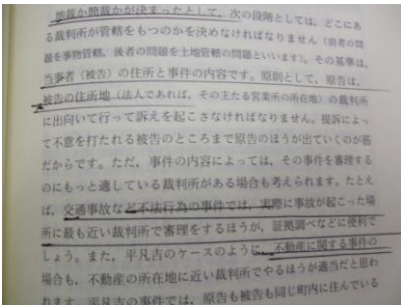 地裁か簡裁かが決まったとして、次の段階としては、どこにあ
る裁判所が管轄をもつのかを決めなければなりません（前者の問
題を事物管轄、後者の問題を土地管轄の問題といいます）。その基準は、
当事者（被告）の住所と事件の内容です。原則として、原告は、
被告の住所地（法人であれば、その主たる営業所の所在地）の裁判所
に出向いて行って訴えを起こさなければなりません。提訴によっ
て不意を打たれる被告のところまで原告のほうが出ていくのが筋
だからです。ただ、事件の内容によっては、その事件を審理する
のにもっと適している裁判所がある場合も考えられます。たとえ
ば、交通事故など不法行為の事件では、実際に事故が起こった場
所に最も近い裁判所で審理をするほうが、証拠調べなどに便利で
しょう。また、平凡吉のケースのように、不動産に関する事件の
場合も、不動産の所在地に近い裁判所でやるほうが適当だと思わ
れます。平凡吉の事件では、原告も被告も同じ町内に住んでいる